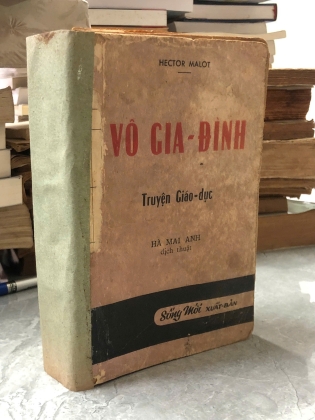 HECTOR MALOT
VÔ GIA-ĐÌNH
Truyện Giáo-dục
HÀ MAI ANH
dịch thuật
Sống Mới XUẤT-BẢN